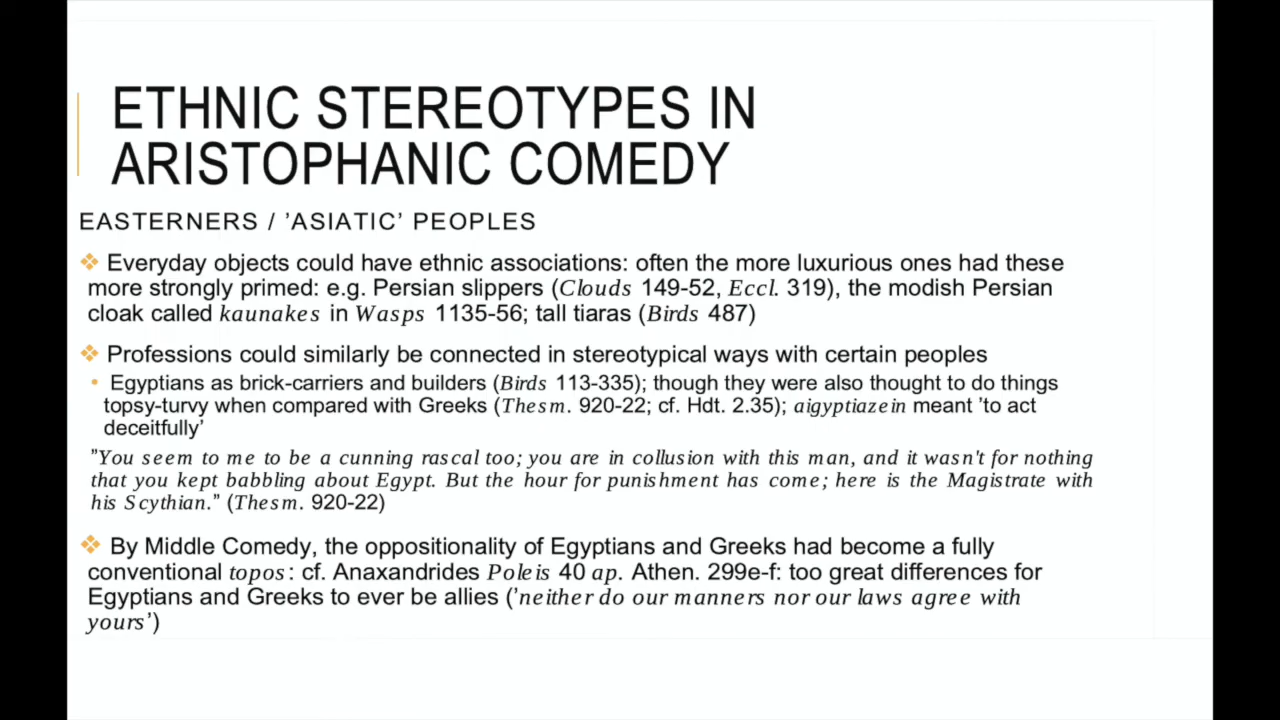 ETHNIC STEREOTYPES IN
ARISTOPHANIC COMEDY
EASTERNERS / ’ASIATIC’ PEOPLES
❖ Everyday objects could have ethnic associations: often the more luxurious ones had these
more strongly primed: e.g. Persian slippers (Clouds 149-52, Eccl. 319), the modish Persian
cloak called kaunakes in Wasps 1135-56; tall tiaras (Birds 487)
❖ Professions could similarly be connected in stereotypical ways with certain peoples
• Egyptians as brick-carriers and builders (Birds 113-335); though they were also thought to do things
topsy-turvy when compared with Greeks (Thesm. 920-22; cf. Hdt. 2.35); aigyptiazein meant ’to act
deceitfully’
”You seem to me to be a cunning rascal too; you are in collusion with this man, and it wasn't for nothing
that you kept babbling about Egypt. But the hour for punishment has come; here is the Magistrate with
his Scythian.” (Thesm. 920-22)
❖ By Middle Comedy, the oppositionality of Egyptians and Greeks had become a fully
conventional topos: cf. Anaxandrides Poleis 40 ap. Athen. 299e-f: too great differences for
Egyptians and Greeks to ever be allies (’neither do our manners nor our laws agree with
yours’)